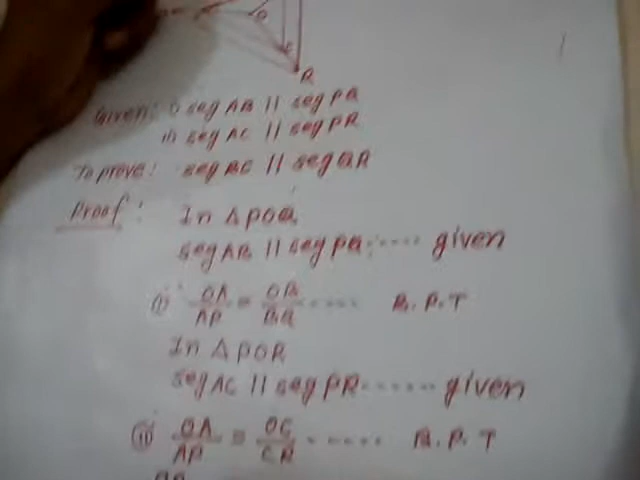 R
Given: i) seg AB || seg PQ
ii) seg AC || seg PR
To prove: seg BC || seg QR
Proof: In △POQ
seg AB || seg PQ ..... given
(i) OA/AP = OB/BQ ..... B.P.T
In △POR
seg AC || seg PR ...... given
(ii) OA/AP = OC/CR ..... B.P.T